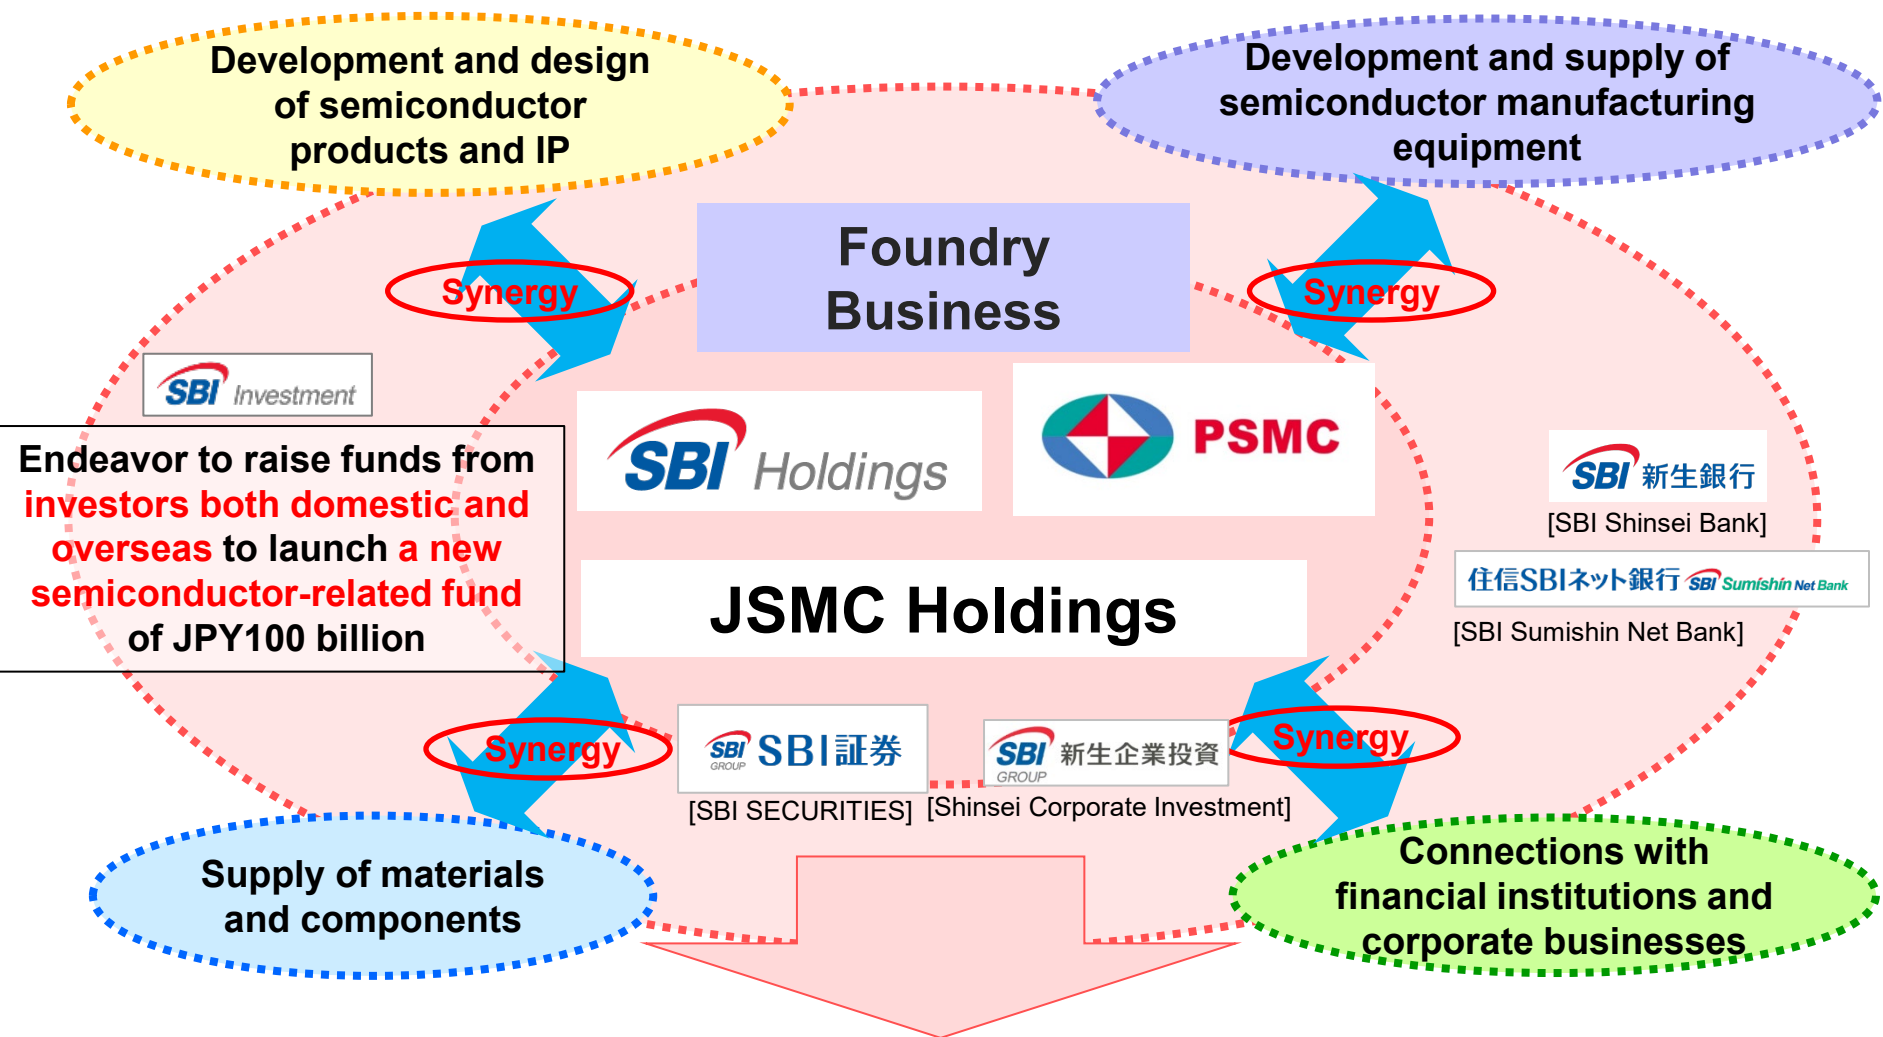 Development and design
of semiconductor
products and IP
Development and supply of
semiconductor manufacturing
equipment
Foundry
Business
Synergy
Synergy
SBI Investment
Endeavor to raise funds from
investors both domestic and
overseas to launch a new
semiconductor-related fund
of JPY100 billion
SBI Holdings
PSMC
SBI 新生銀行
[SBI Shinsei Bank]
住信SBIネット銀行 SBI Sumishin Net Bank
[SBI Sumishin Net Bank]
JSMC Holdings
Synergy
SBI GROUP SBI証券
[SBI SECURITIES]
SBI GROUP 新生企業投資
[Shinsei Corporate Investment]
Synergy
Supply of materials
and components
Connections with
financial institutions and
corporate businesses